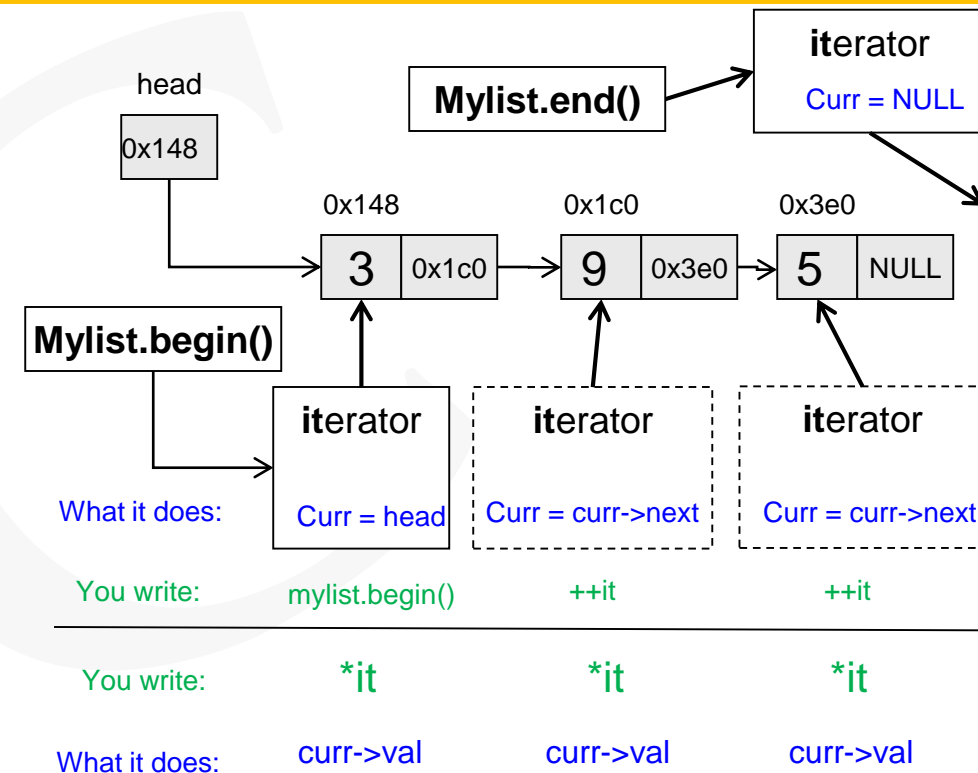 iterator
head
Mylist.end()
Curr = NULL
0x148
0x148 0x1c0 0x3e0
3 0x1c0 9 0x3e0 5 NULL
Mylist.begin()
iterator iterator iterator
What it does: Curr = head Curr = curr->next Curr = curr->next
You write: mylist.begin() ++it ++it
You write: *it *it *it
What it does: curr->val curr->val curr->val